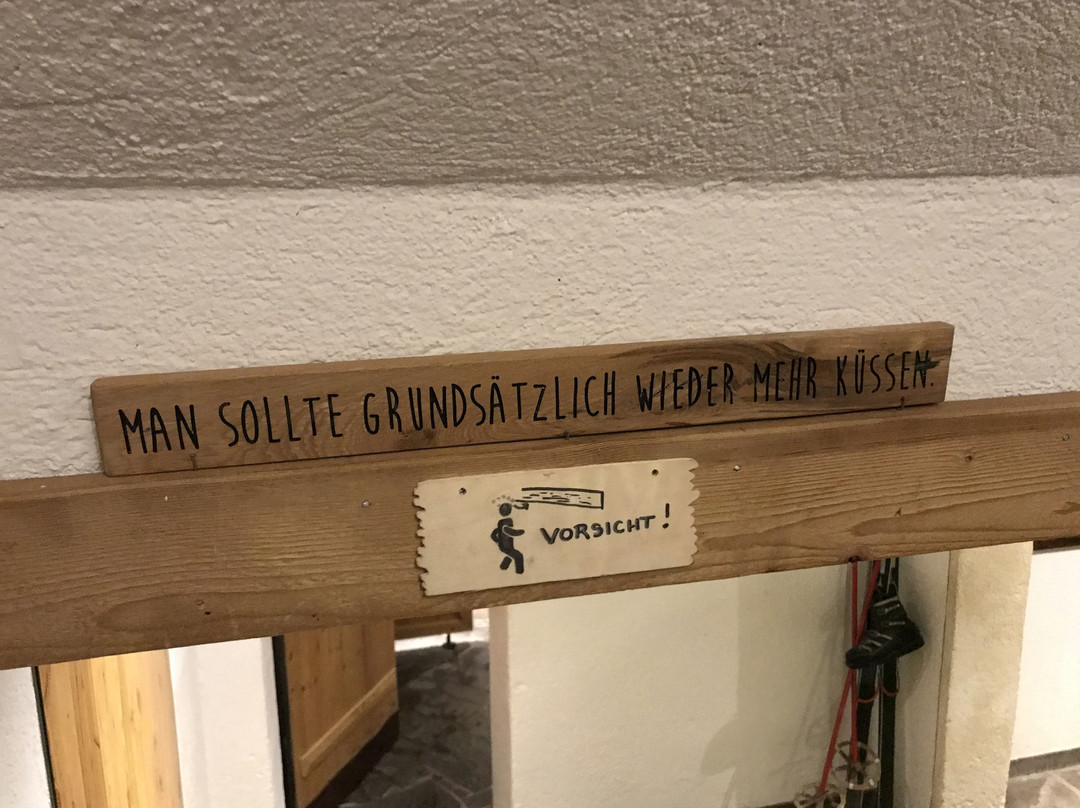 MAN SOLLTE GRUNDSÄTZLICH WIEDER MEHR KÜSSEN.
VORSICHT!